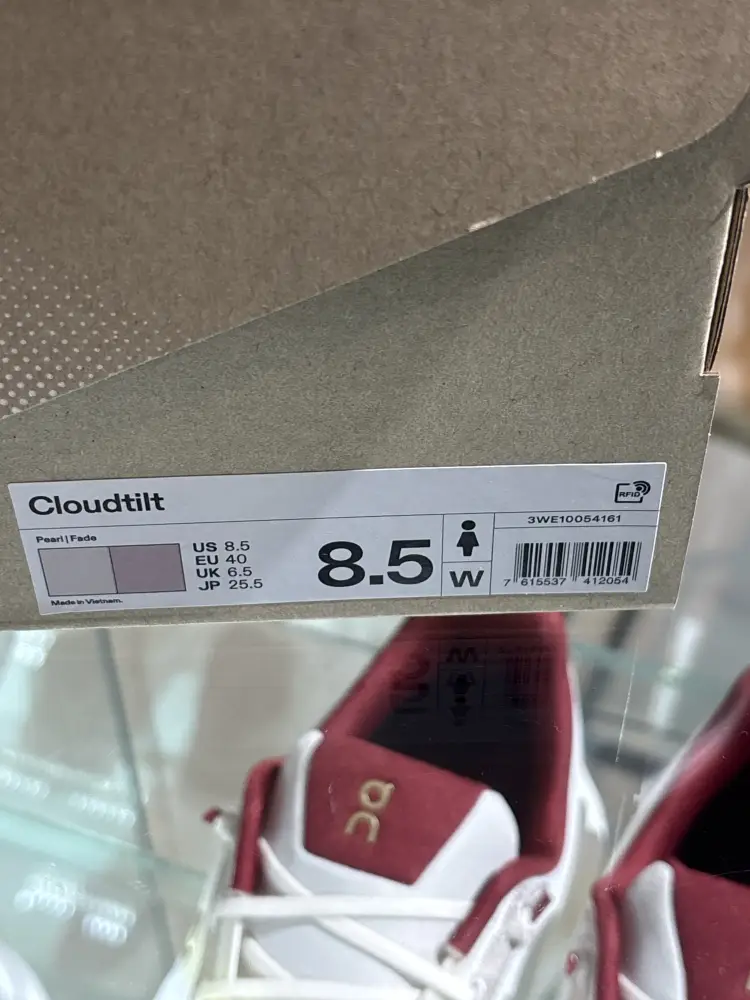 Cloudtilt
RFID
Pearl | Fade
3WE10054161
US 8.5
EU 40
UK 6.5
JP 25.5
8.5
W
7 615537 412054
Made in Vietnam.